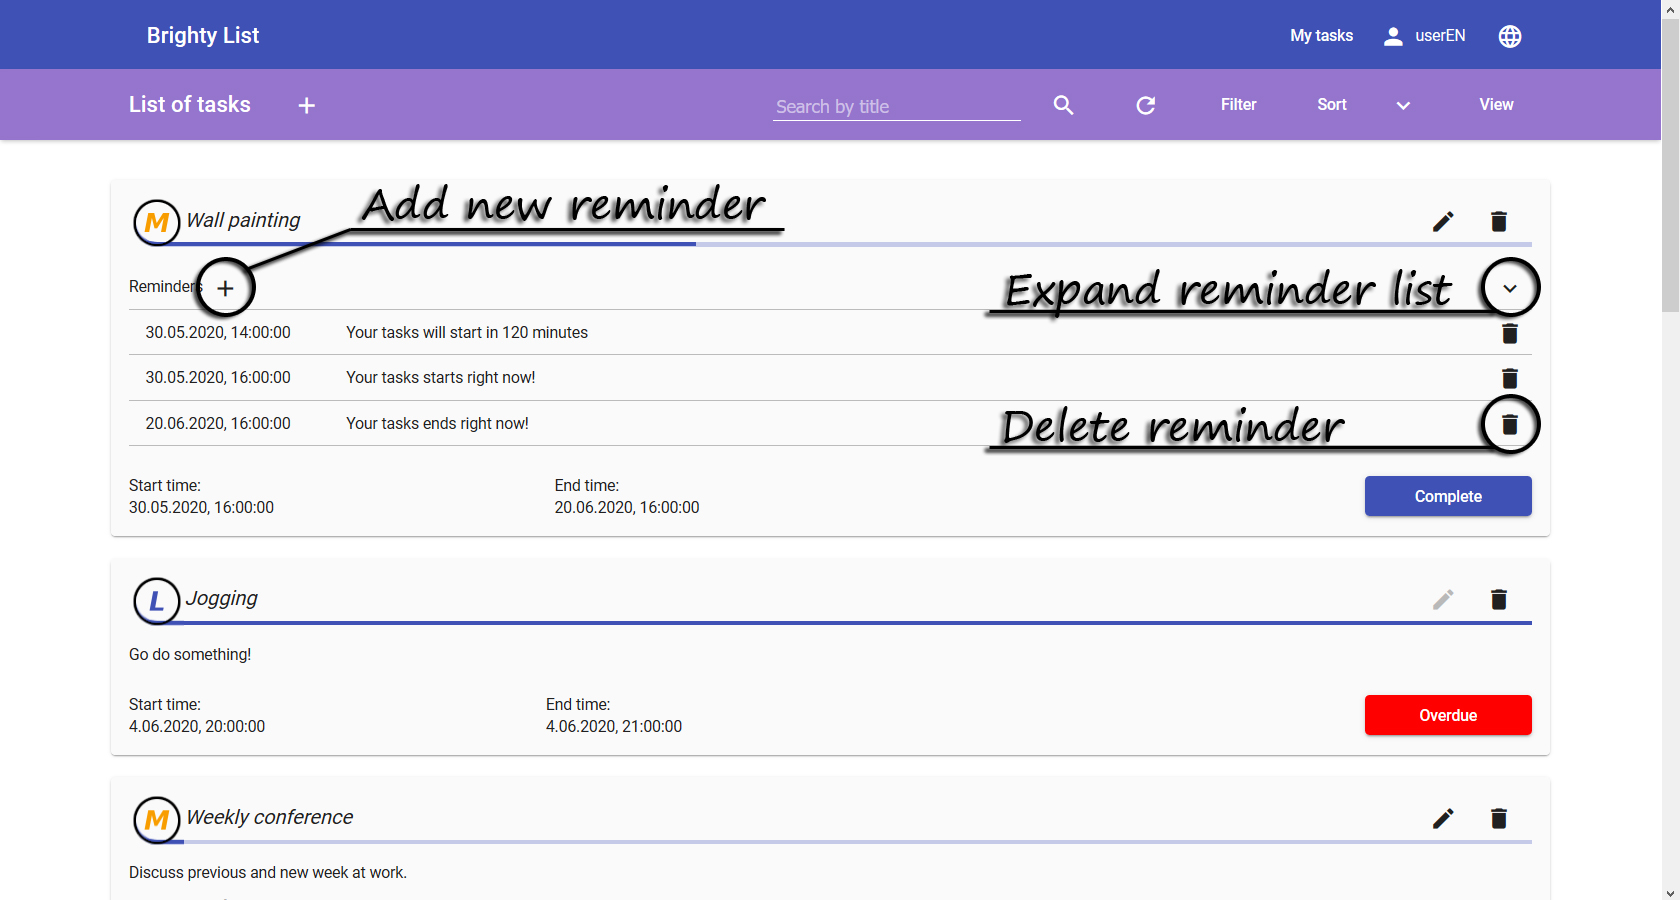 Brighty List My tasks userEN
List of tasks + Search by title Filter Sort View
Add new reminder
M Wall painting
Reminders + Expand reminder list
30.05.2020, 14:00:00 Your tasks will start in 120 minutes
30.05.2020, 16:00:00 Your tasks starts right now!
20.06.2020, 16:00:00 Your tasks ends right now!
Delete reminder
Start time: End time:
30.05.2020, 16:00:00 20.06.2020, 16:00:00
Complete
L Jogging
Go do something!
Start time: End time:
4.06.2020, 20:00:00 4.06.2020, 21:00:00
Overdue
M Weekly conference
Discuss previous and new week at work.